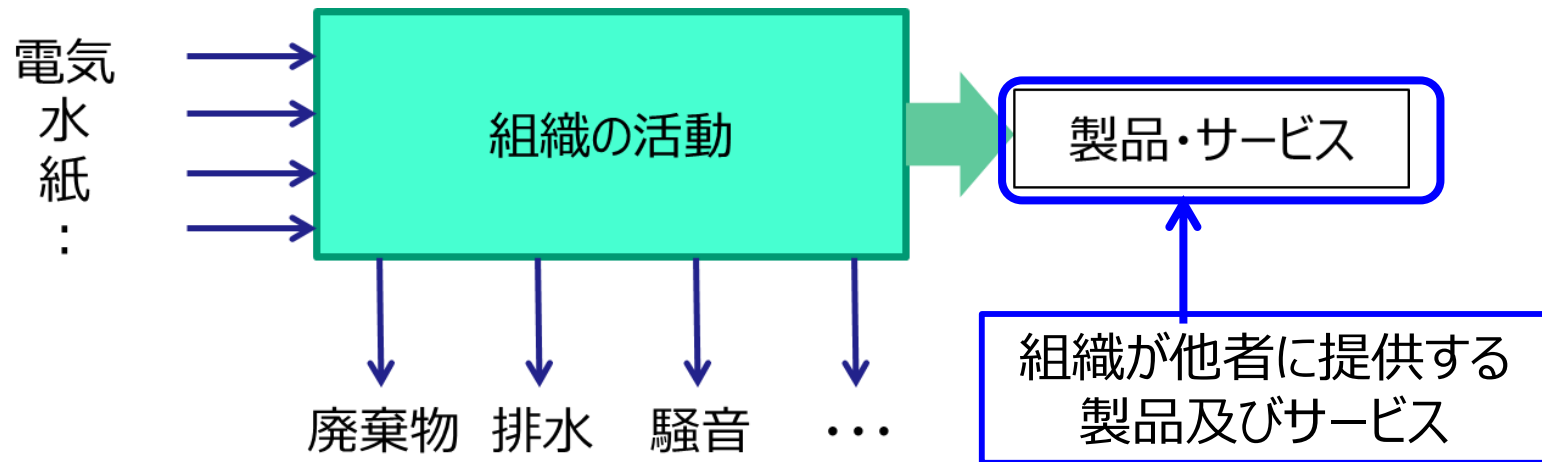 電気
水
紙
：
組織の活動
製品・サービス
廃棄物 排水 騒音 ・・・
組織が他者に提供する
製品及びサービス